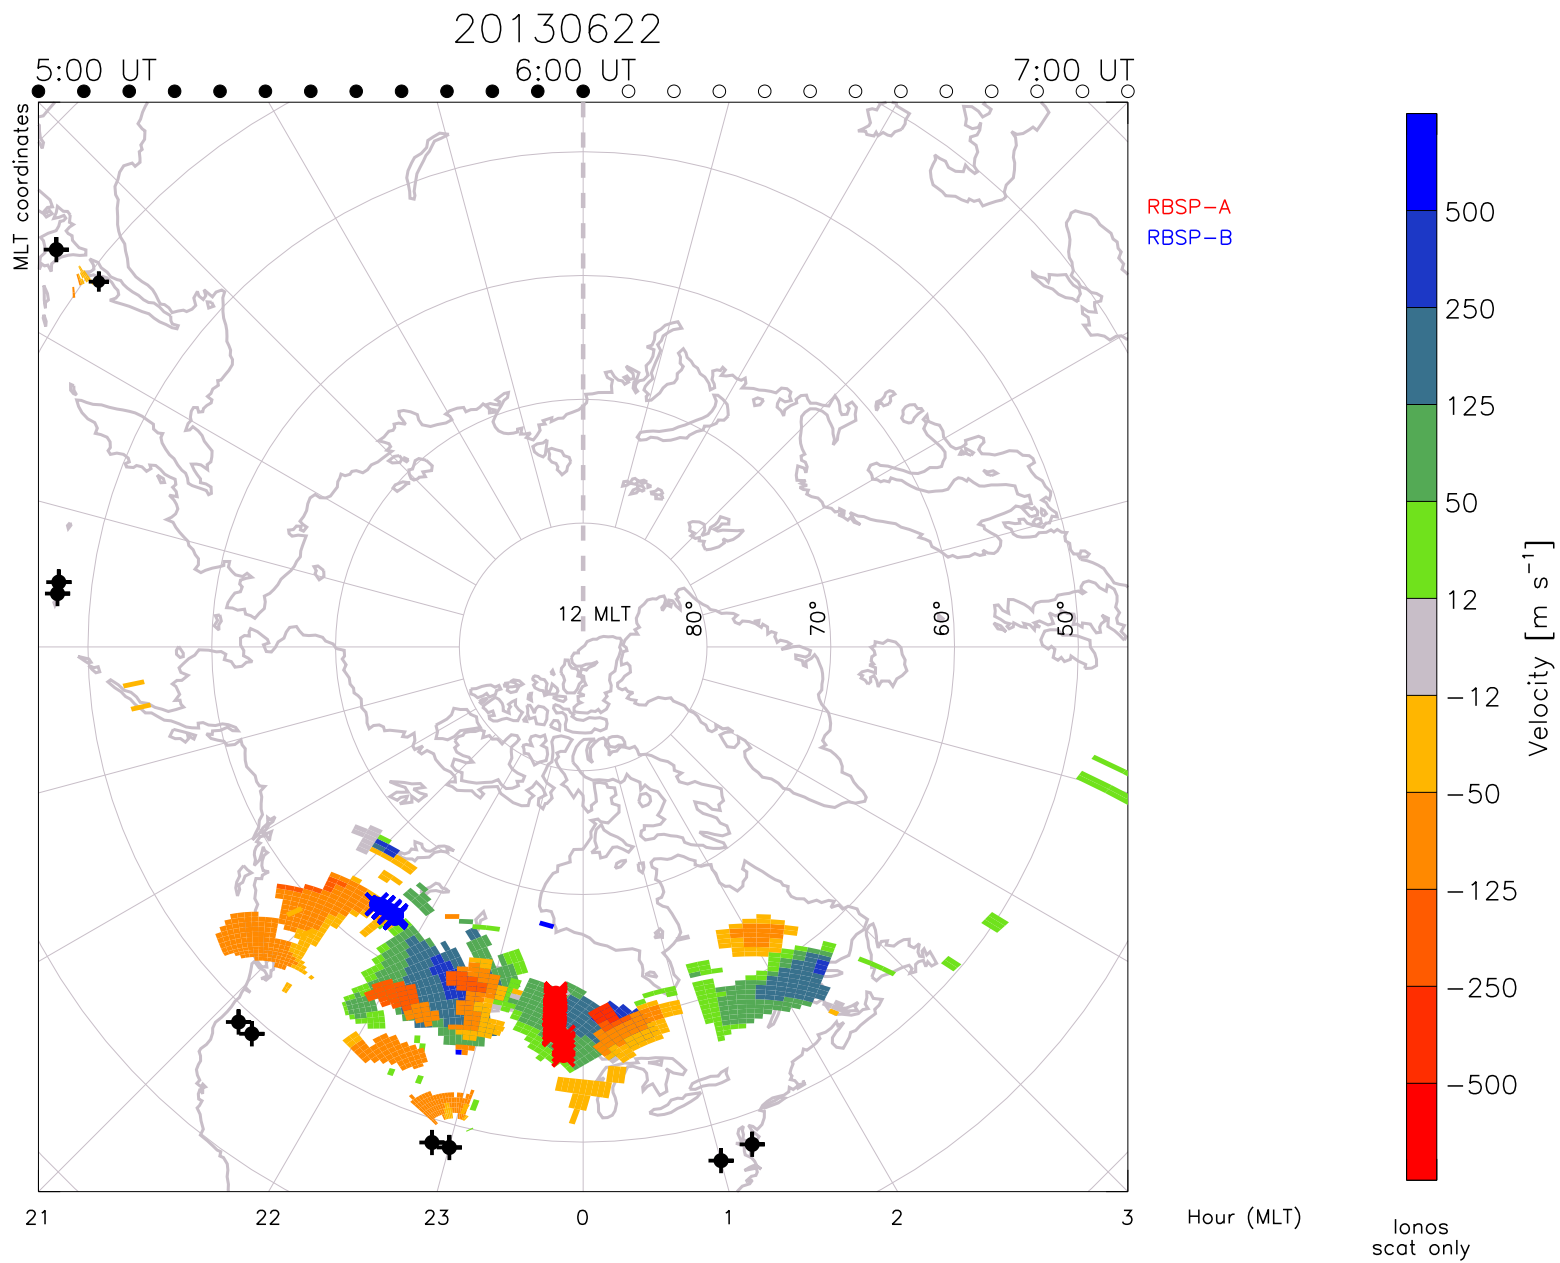 20130622
5:00 UT 6:00 UT 7:00 UT
MLT coordinates
RBSP-A
RBSP-B
12 MLT
80°
70°
60°
50°
21 22 23 0 1 2 3 Hour (MLT)
500
250
125
50
12
-12
-50
-125
-250
-500
Velocity [m s⁻¹]
Ionos
scat only